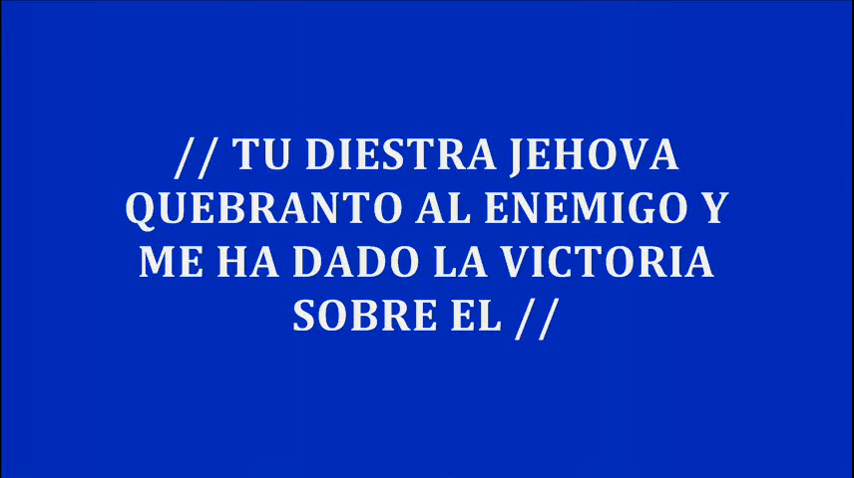 // TU DIESTRA JEHOVA
QUEBRANTO AL ENEMIGO Y
ME HA DADO LA VICTORIA
SOBRE EL //